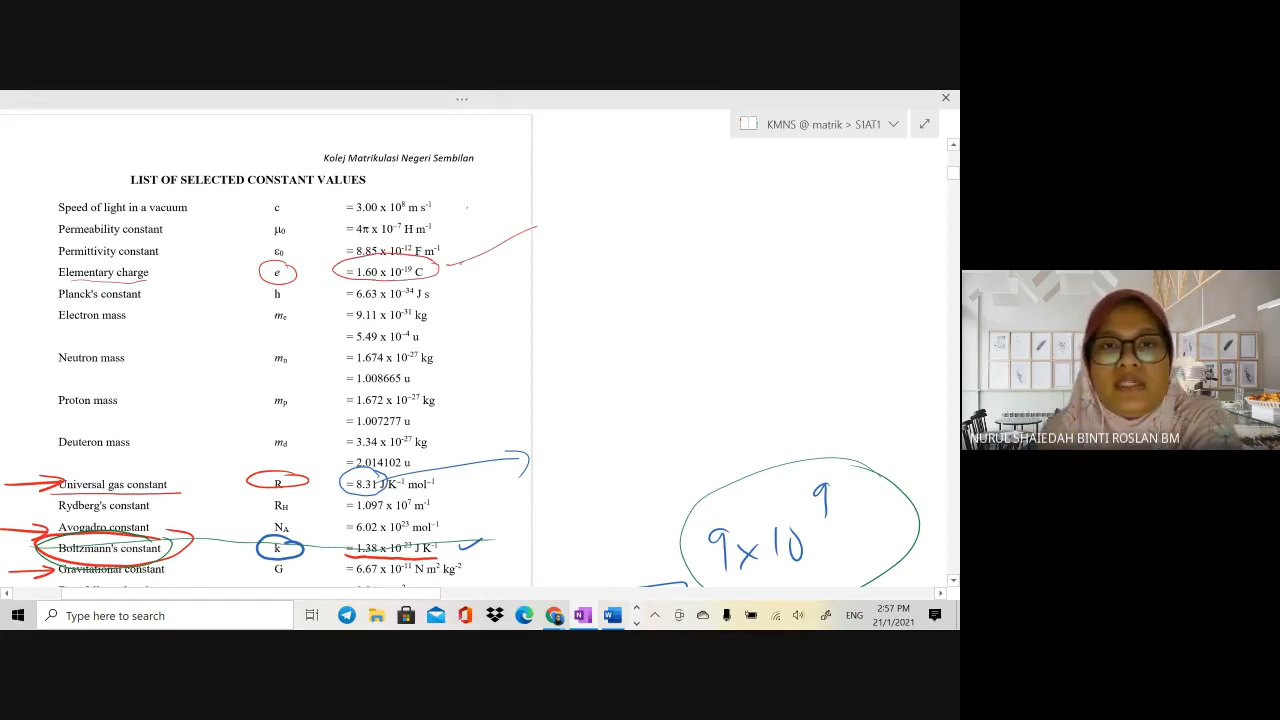 KMNS @ matrik > S1AT1
Kolej Matrikulasi Negeri Sembilan
LIST OF SELECTED CONSTANT VALUES
Speed of light in a vacuum c = 3.00 x 10⁸ m s⁻¹
Permeability constant μ₀ = 4π x 10⁻⁷ H m⁻¹
Permittivity constant ε₀ = 8.85 x 10⁻¹² F m⁻¹
Elementary charge e = 1.60 x 10⁻¹⁹ C
Planck's constant h = 6.63 x 10⁻³⁴ J s
Electron mass mₑ = 9.11 x 10⁻³¹ kg
= 5.49 x 10⁻⁴ u
Neutron mass mₙ = 1.674 x 10⁻²⁷ kg
= 1.008665 u
Proton mass mₚ = 1.672 x 10⁻²⁷ kg
= 1.007277 u
Deuteron mass m_d = 3.34 x 10⁻²⁷ kg
= 2.014102 u
Universal gas constant R = 8.31 J K⁻¹ mol⁻¹
Rydberg's constant R_H = 1.097 x 10⁷ m⁻¹
Avogadro constant N_A = 6.02 x 10²³ mol⁻¹
Boltzmann's constant k = 1.38 x 10⁻²³ J K⁻¹
Gravitational constant G = 6.67 x 10⁻¹¹ N m² kg⁻²
9 x 10⁹
NURUL SHAIEDAH BINTI ROSLAN BM
Type here to search
ENG
2:57 PM
21/1/2021